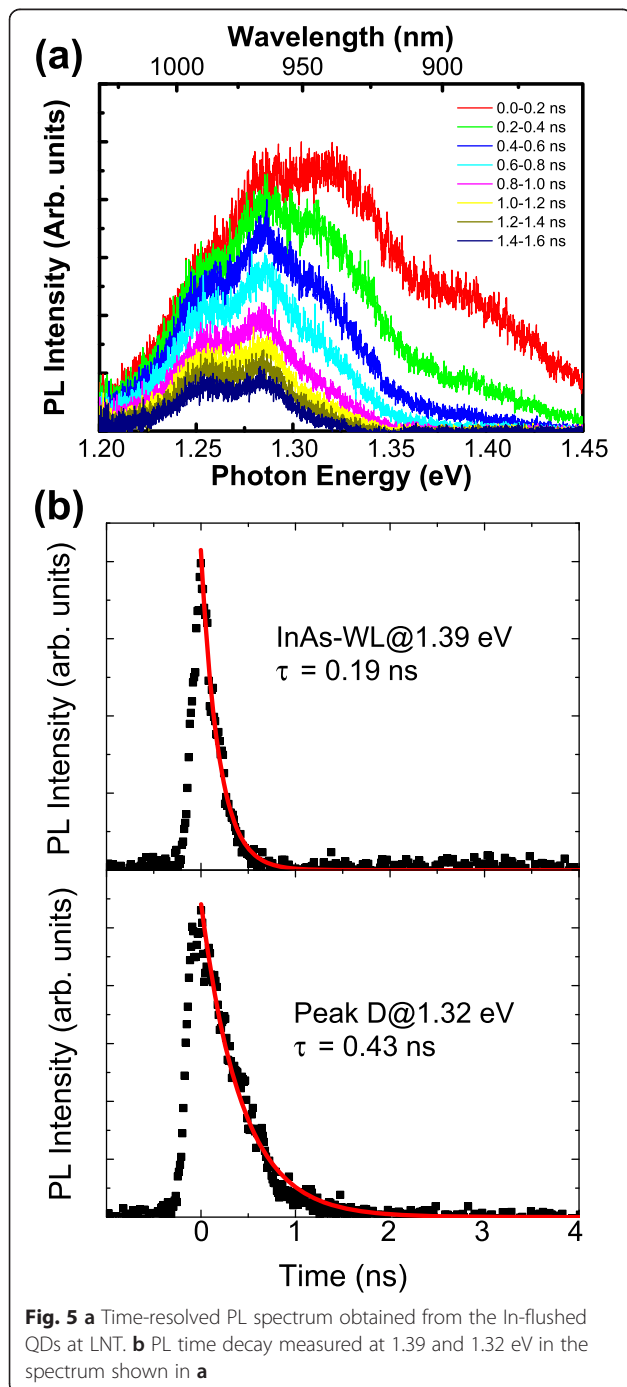 Wavelength (nm)
(a)
1000 950 900
PL Intensity (Arb. units)
0.0-0.2 ns
0.2-0.4 ns
0.4-0.6 ns
0.6-0.8 ns
0.8-1.0 ns
1.0-1.2 ns
1.2-1.4 ns
1.4-1.6 ns
1.20 1.25 1.30 1.35 1.40 1.45
Photon Energy (eV)
(b)
PL Intensity (arb. units)
InAs-WL@1.39 eV
τ = 0.19 ns
PL Intensity (arb. units)
Peak D@1.32 eV
τ = 0.43 ns
0 1 2 3 4
Time (ns)
Fig. 5 a Time-resolved PL spectrum obtained from the In-flushed
QDs at LNT. b PL time decay measured at 1.39 and 1.32 eV in the
spectrum shown in a